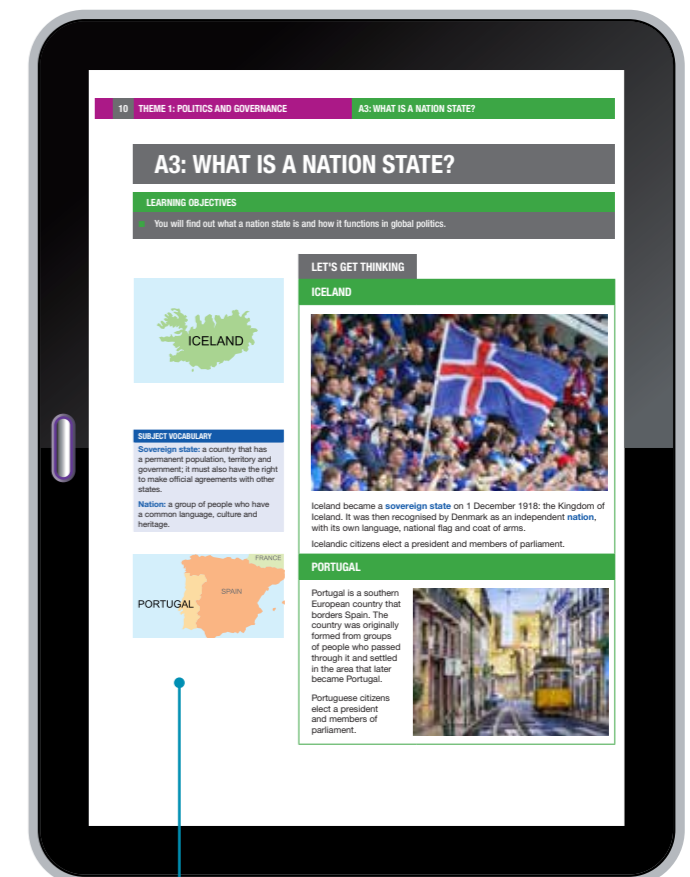 10 THEME 1: POLITICS AND GOVERNANCE A3: WHAT IS A NATION STATE?
A3: WHAT IS A NATION STATE?
LEARNING OBJECTIVES
You will find out what a nation state is and how it functions in global politics.
ICELAND
SUBJECT VOCABULARY
Sovereign state: a country that has
a permanent population, territory and
government; it must also have the right
to make official agreements with other
states.
Nation: a group of people who have
a common language, culture and
heritage.
FRANCE
SPAIN
PORTUGAL
LET'S GET THINKING
ICELAND
Iceland became a sovereign state on 1 December 1918: the Kingdom of
Iceland. It was then recognised by Denmark as an independent nation,
with its own language, national flag and coat of arms.
Icelandic citizens elect a president and members of parliament.
PORTUGAL
Portugal is a southern
European country that
borders Spain. The
country was originally
formed from groups
of people who passed
through it and settled
in the area that later
became Portugal.
Portuguese citizens
elect a president
and members of
parliament.